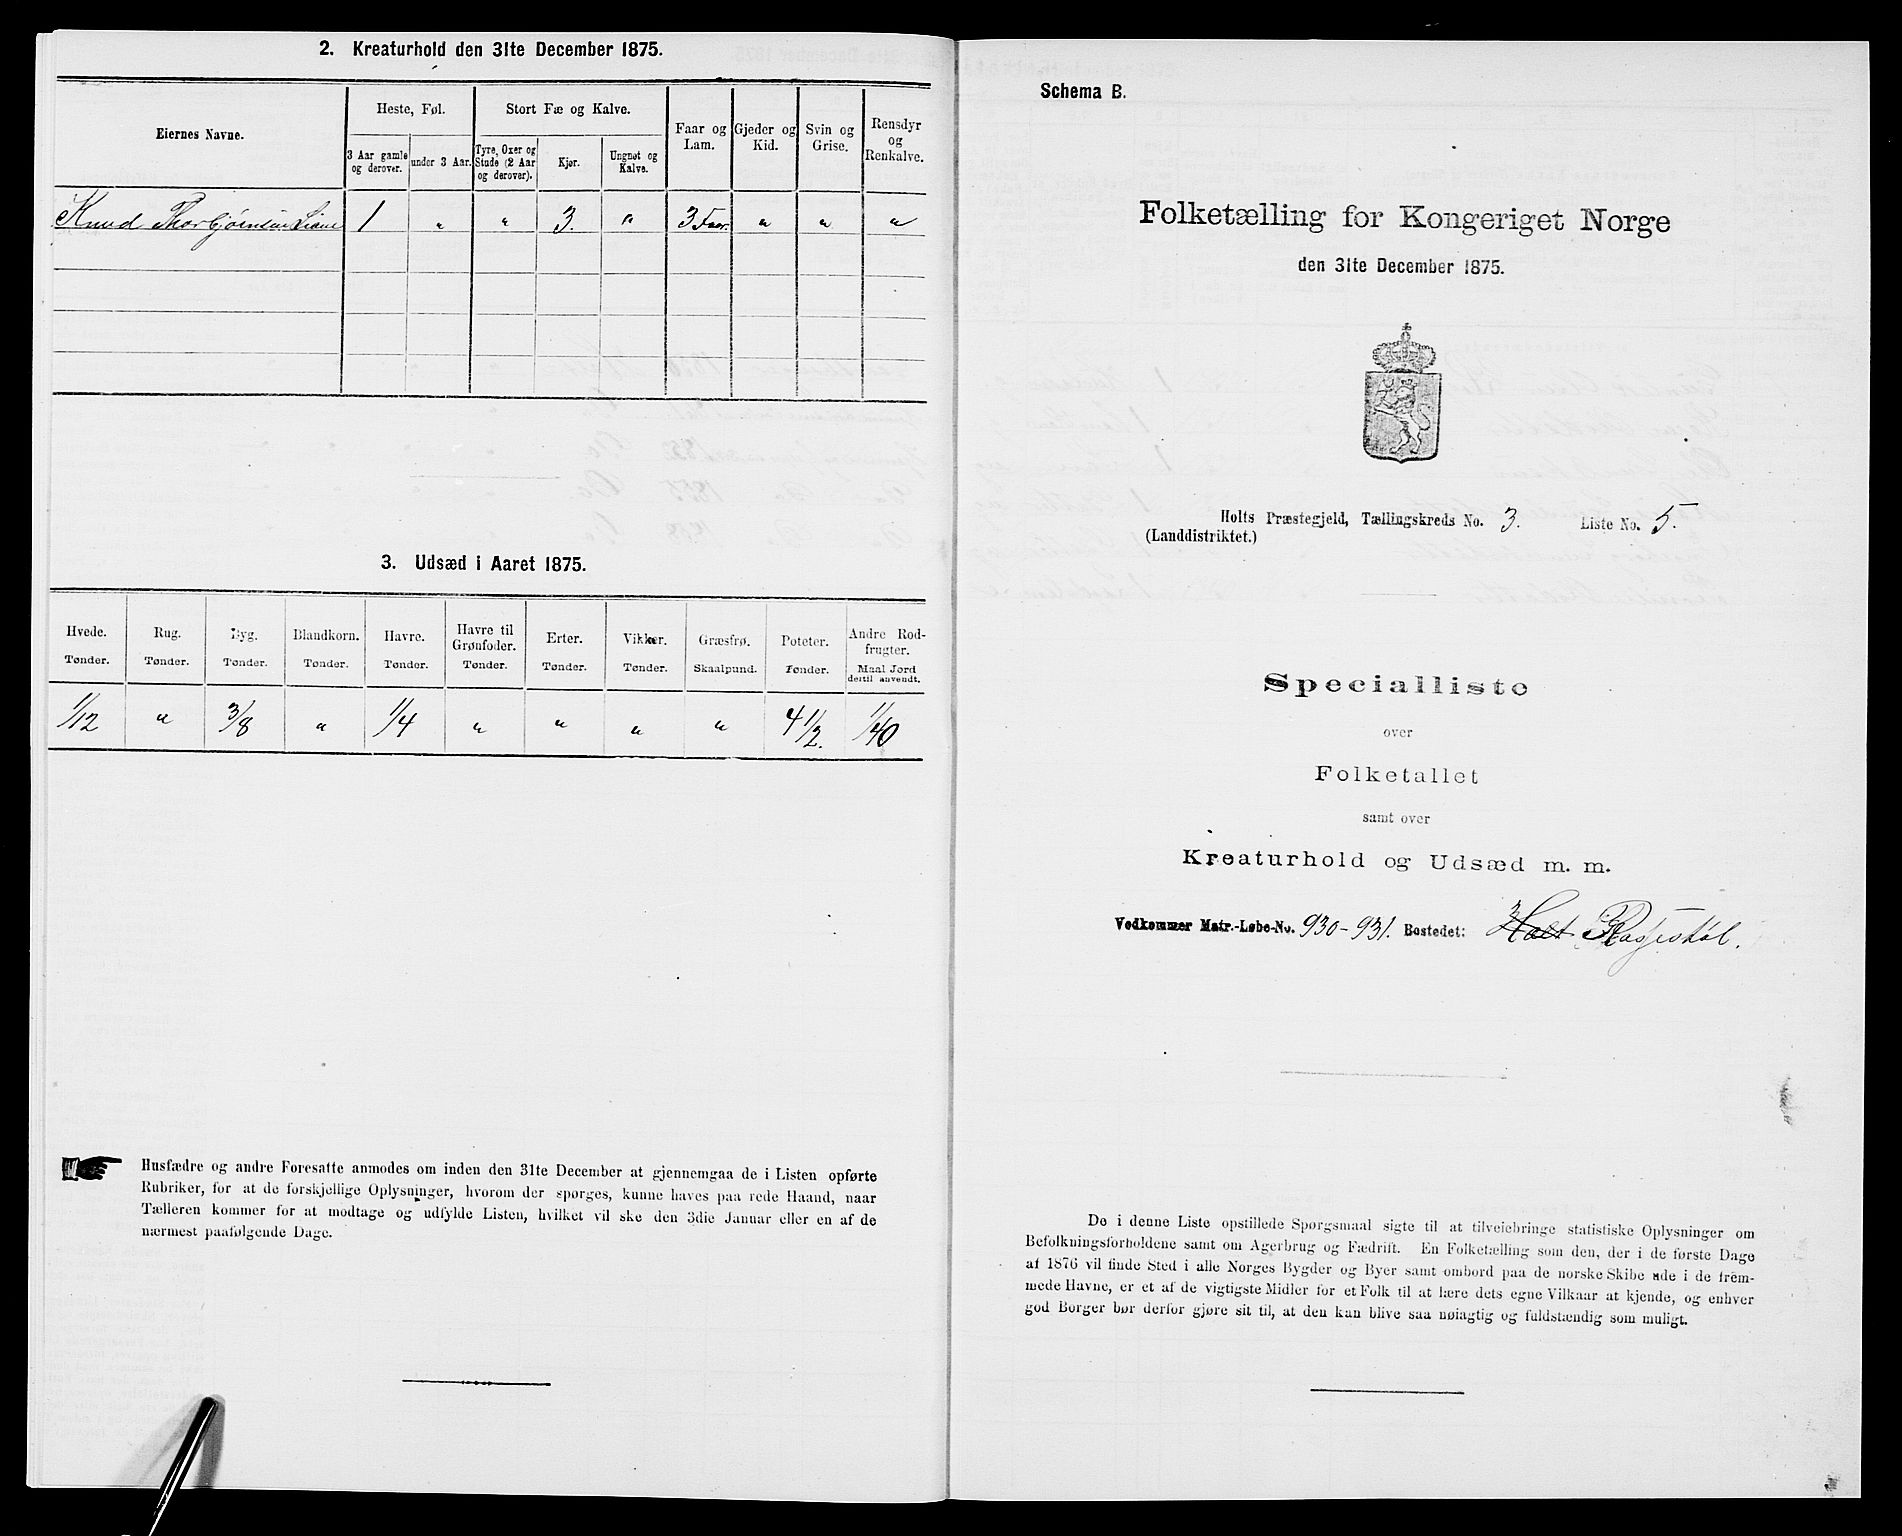 2. Kreaturhold den 31te December 1875.
Eiernes Navne.
Heste, Føl.
3 Aar gamle og derover.
under 3 Aar.
Stort Fæ og Kalve.
Tyre, Oxer og Stude (2 Aar og derover).
Kjør.
Ungnøt og Kalve.
Faar og Lam.
Gjeder og Kid.
Svin og Grise.
Rensdyr og Renkalve.
Knud Thorbjørnsen Liane 1 " " 3. " 3 Faar. " " "
3. Udsæd i Aaret 1875.
Hvede. Rug. Byg. Blandkorn. Havre. Havre til Grønfoder. Erter. Vikker. Græsfrø. Poteter. Andre Rodfrugter.
Tønder. Tønder. Tønder. Tønder. Tønder. Tønder. Tønder. Tønder. Skaalpund. Tønder. Maal Jord dertil anvendt.
1/12 " 3/8 " 1/4 " " " " 4 1/2. 1/40
Husfædre og andre Foresatte anmodes om inden den 31te December at gjennemgaa de i Listen opførte
Rubriker, for at de forskjellige Oplysninger, hvorom der spørges, kunne haves paa rede Haand, naar
Tælleren kommer for at modtage og udfylde Listen, hvilket vil ske den 3die Januar eller en af de
nærmest paafølgende Dage.
Schema B.
Folketælling for Kongeriget Norge
den 31te December 1875.
Holts Præstegjeld, Tællingskreds No. 3. Liste No. 5.
(Landdistriktet.)
Specialliste
over
Folketallet
samt over
Kreaturhold og Udsæd m. m.
Vedkommer Matr.-Løbe-No. 930-931. Bostedet: Holt
De i denne Liste opstillede Spørgsmaal sigte til at tilveiebringe statistiske Oplysninger om
Befolkningsforholdene samt om Agerbrug og Fædrift. En Folketælling som den, der i de første Dage
af 1876 vil finde Sted i alle Norges Bygder og Byer samt ombord paa de norske Skibe ude i de frem-
mede Havne, er et af de vigtigste Midler for et Folk til at lære dets egne Vilkaar at kjende, og enhver
god Borger bør derfor gjøre sit til, at den kan blive saa nøiagtig og fuldstændig som muligt.